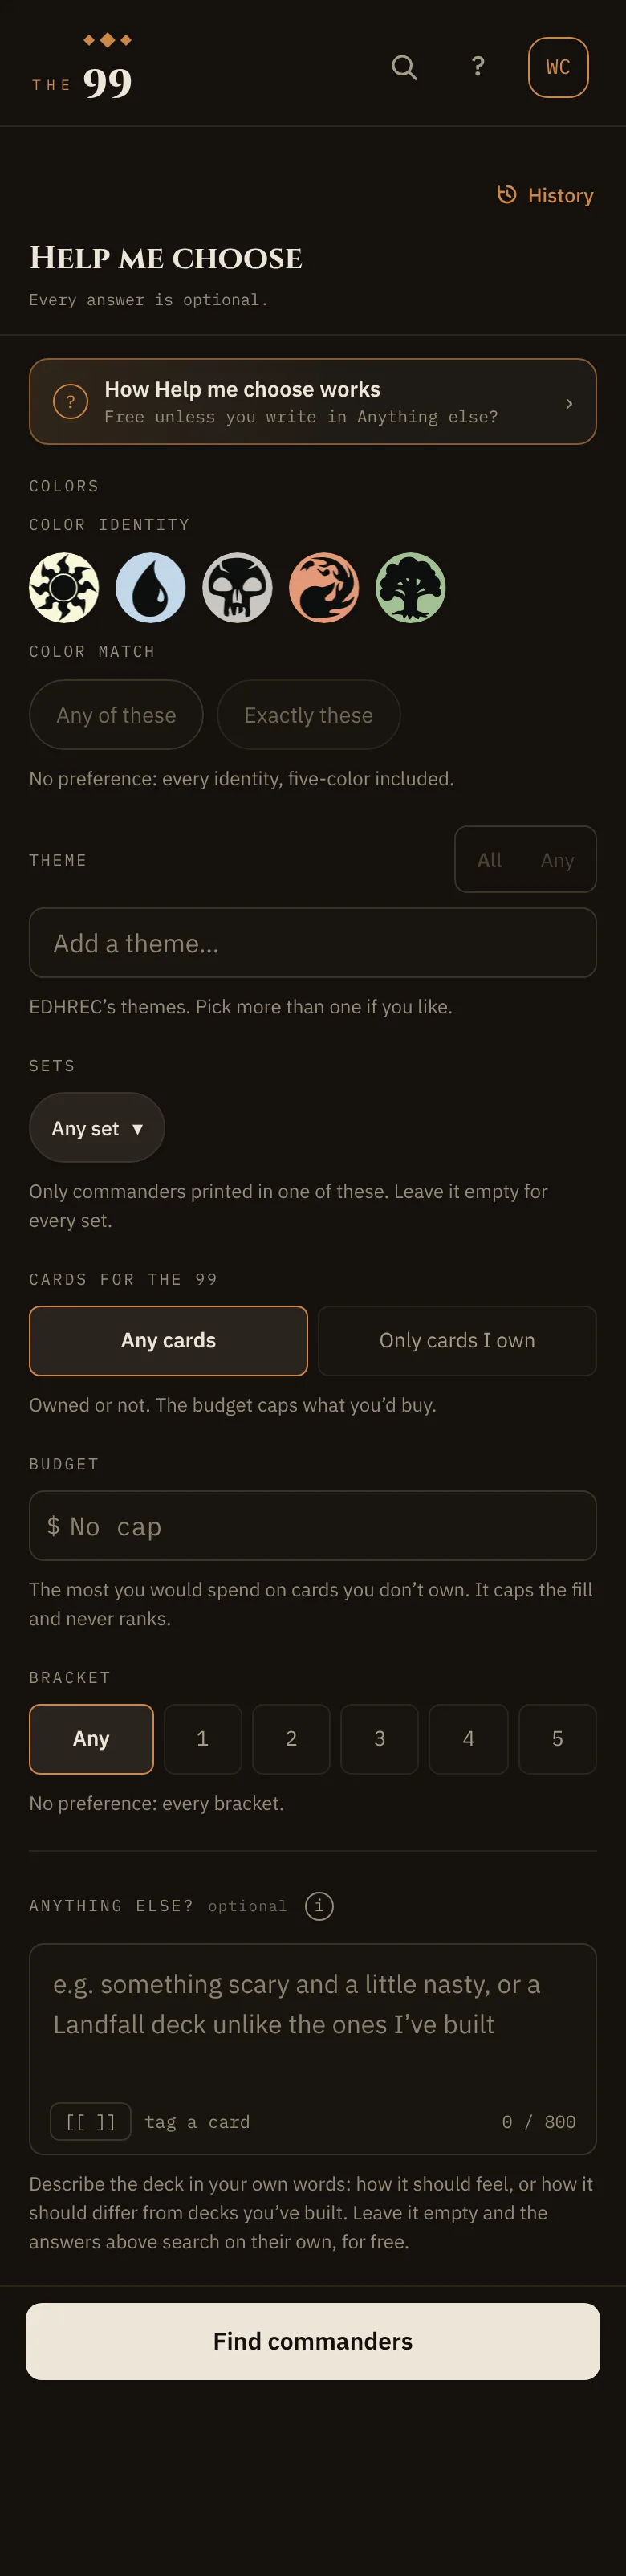 THE 99
?
WC
History
Help me choose
Every answer is optional.
?
How Help me choose works
Free unless you write in Anything else?
›
COLORS
COLOR IDENTITY
COLOR MATCH
Any of these
Exactly these
No preference: every identity, five-color included.
THEME
All
Any
Add a theme…
EDHREC’s themes. Pick more than one if you like.
SETS
Any set ▾
Only commanders printed in one of these. Leave it empty for
every set.
CARDS FOR THE 99
Any cards
Only cards I own
Owned or not. The budget caps what you’d buy.
BUDGET
$ No cap
The most you would spend on cards you don’t own. It caps the fill
and never ranks.
BRACKET
Any
1
2
3
4
5
No preference: every bracket.
ANYTHING ELSE? optional i
e.g. something scary and a little nasty, or a
Landfall deck unlike the ones I’ve built
[[ ]] tag a card
0 / 800
Describe the deck in your own words: how it should feel, or how it
should differ from decks you’ve built. Leave it empty and the
answers above search on their own, for free.
Find commanders